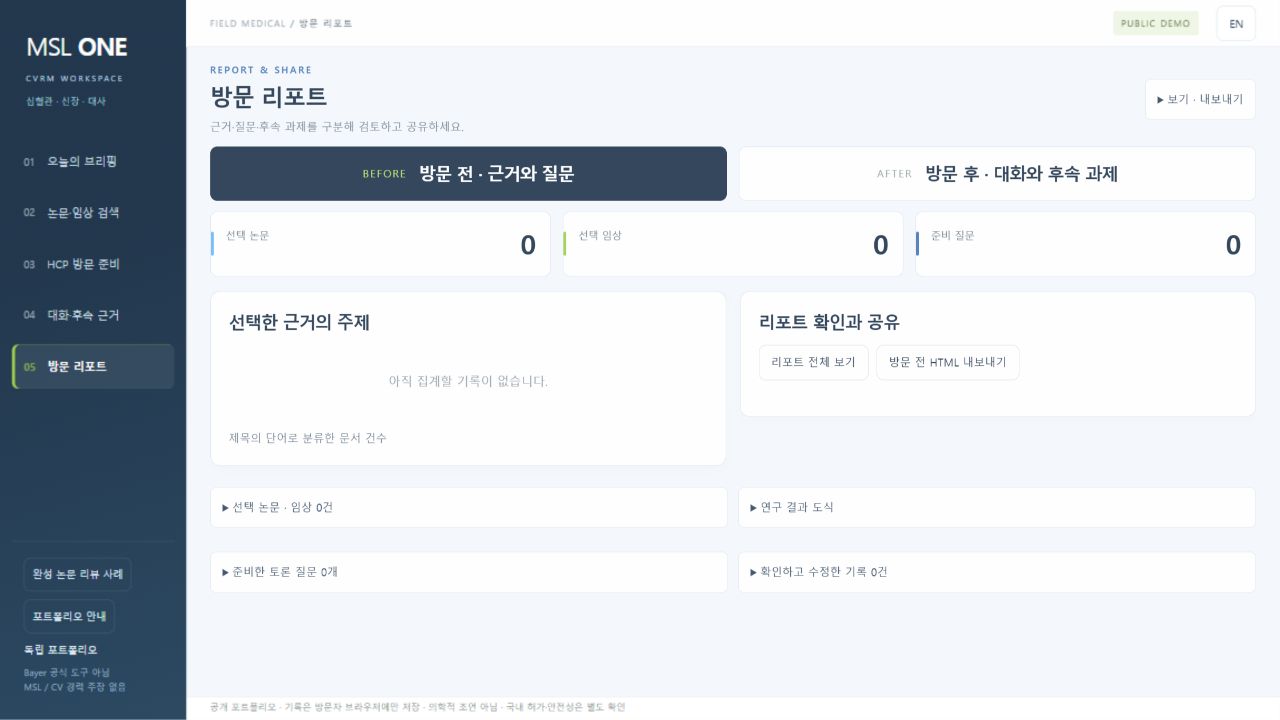 MSL ONE
CVRM WORKSPACE
심혈관 · 신장 · 대사
01 오늘의 브리핑
02 논문·임상 검색
03 HCP 방문 준비
04 대화·후속 근거
05 방문 리포트
완성 논문 리뷰 사례
포트폴리오 안내
독립 포트폴리오
Bayer 공식 도구 아님
MSL / CV 경력 주장 없음
FIELD MEDICAL / 방문 리포트
PUBLIC DEMO
EN
REPORT & SHARE
방문 리포트
근거·질문·후속 과제를 구분해 검토하고 공유하세요.
▶ 보기 · 내보내기
BEFORE 방문 전 · 근거와 질문
AFTER 방문 후 · 대화와 후속 과제
선택 논문 0
선택 임상 0
준비 질문 0
선택한 근거의 주제
아직 집계할 기록이 없습니다.
제목의 단어로 분류한 문서 건수
리포트 확인과 공유
리포트 전체 보기
방문 전 HTML 내보내기
▶ 선택 논문 · 임상 0건
▶ 연구 결과 도식
▶ 준비한 토론 질문 0개
▶ 확인하고 수정한 기록 0건
공개 포트폴리오 · 기록은 방문자 브라우저에만 저장 · 의학적 조언 아님 · 국내 허가·안전성은 별도 확인